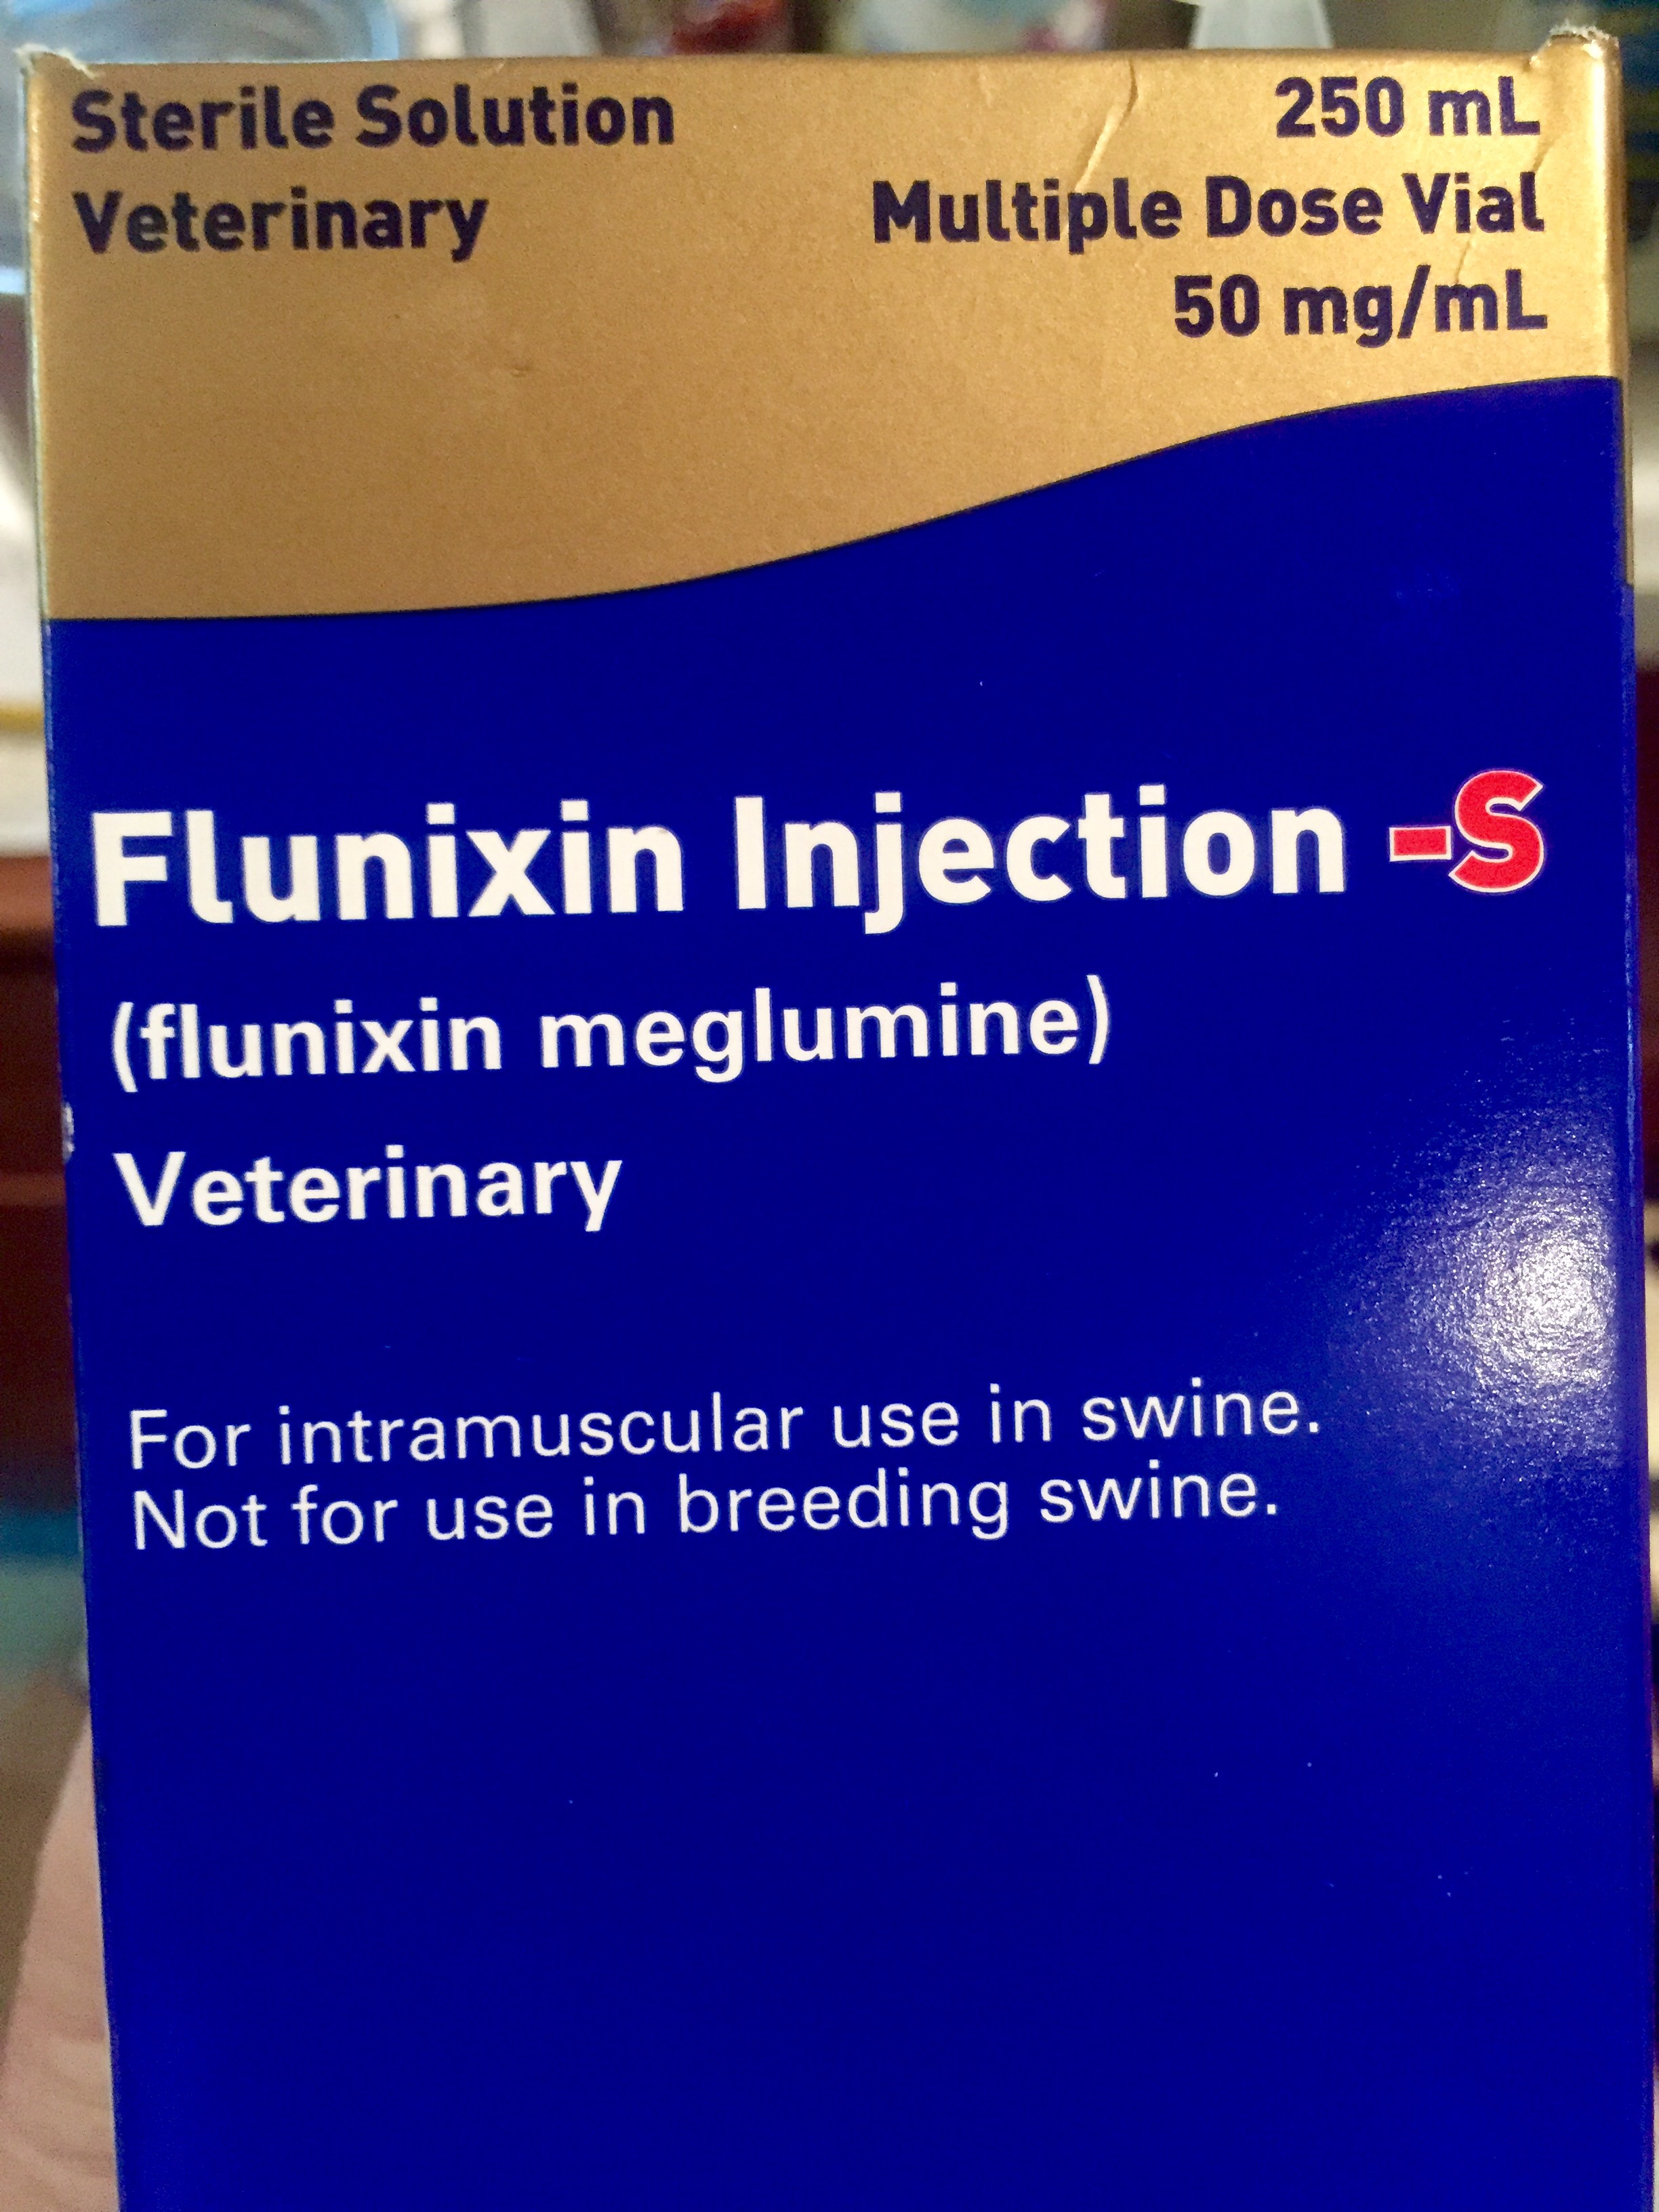 Sterile Solution
Veterinary
250 mL
Multiple Dose Vial
50 mg/mL
Flunixin Injection -S
(flunixin meglumine)
Veterinary
For intramuscular use in swine.
Not for use in breeding swine.